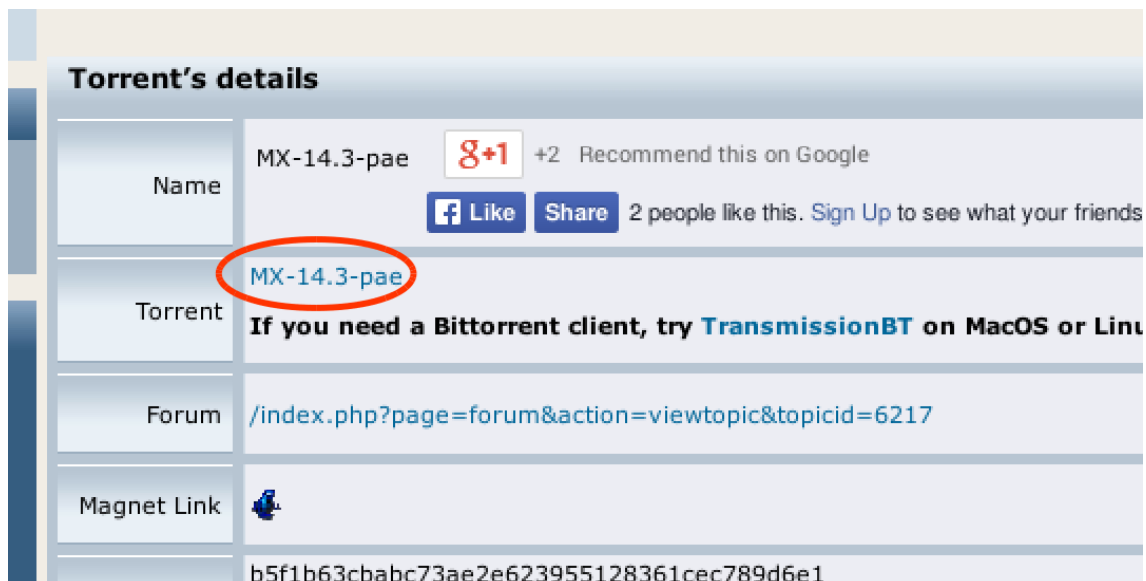 Torrent's details
Name
MX-14.3-pae
g+1
+2 Recommend this on Google
Like
Share
2 people like this. Sign Up to see what your friends
Torrent
MX-14.3-pae
If you need a Bittorrent client, try TransmissionBT on MacOS or
Forum
/index.php?page=forum&action=viewtopic&topicid=6217
Magnet Link
b5f1b63cbabc73ae2e623955128361cec789d6e1